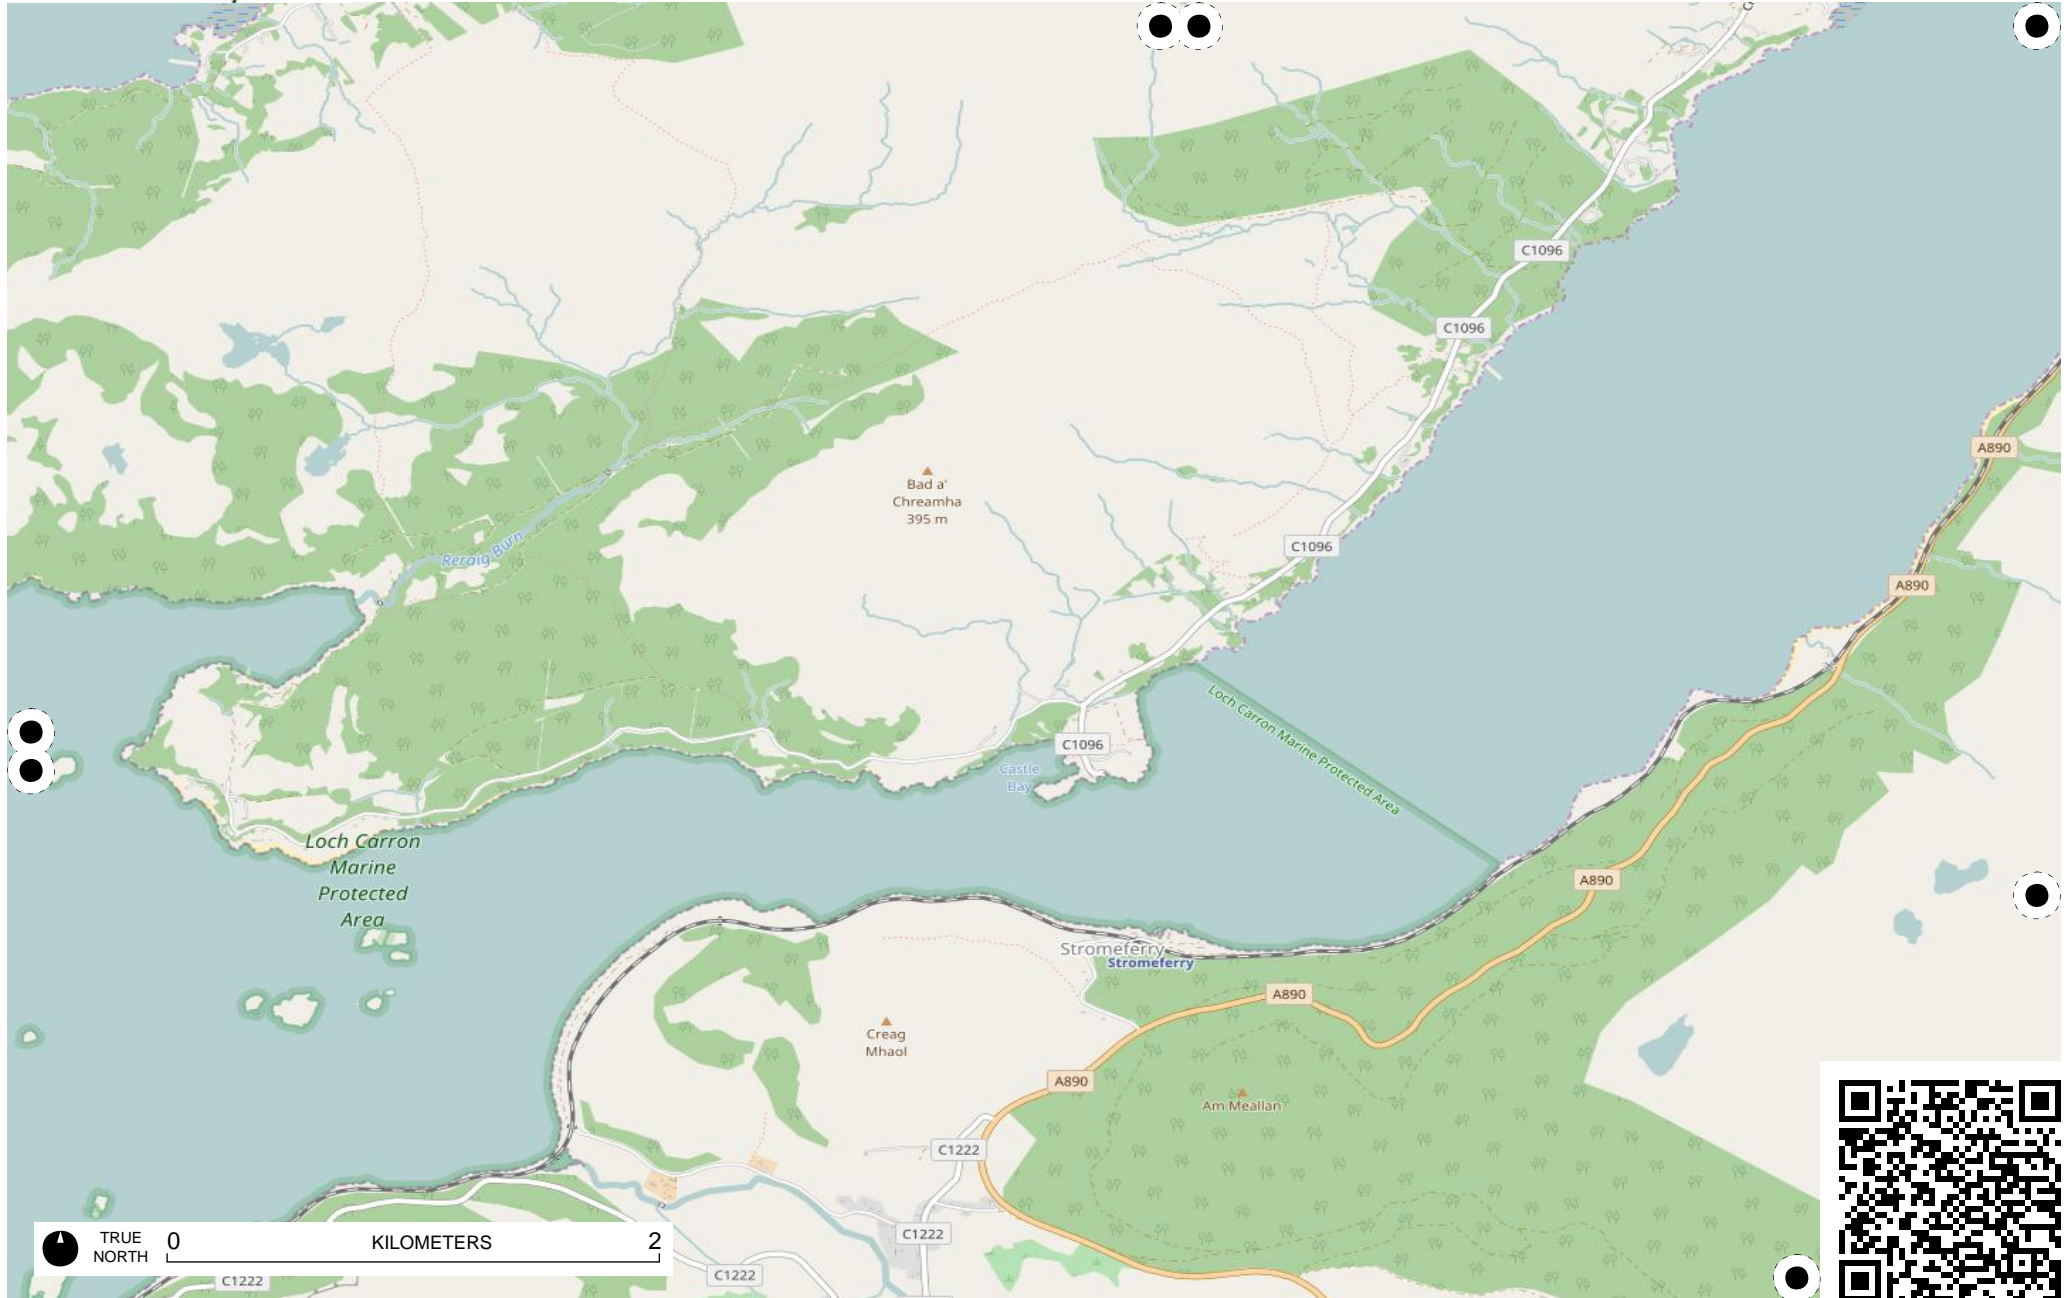 C1096
C1096
A890
Bad a'
Chreamha
395 m
C1096
Reraig Burn
A890
Loch Carron Marine Protected Area
C1096
Castle
Bay
Loch Carron
Marine
Protected
Area
A890
Stromeferry
Stromeferry
A890
Creag
Mhaol
A890
Am Meallan
C1222
C1222
TRUE
NORTH
0 KILOMETERS 2
C1222
C1222